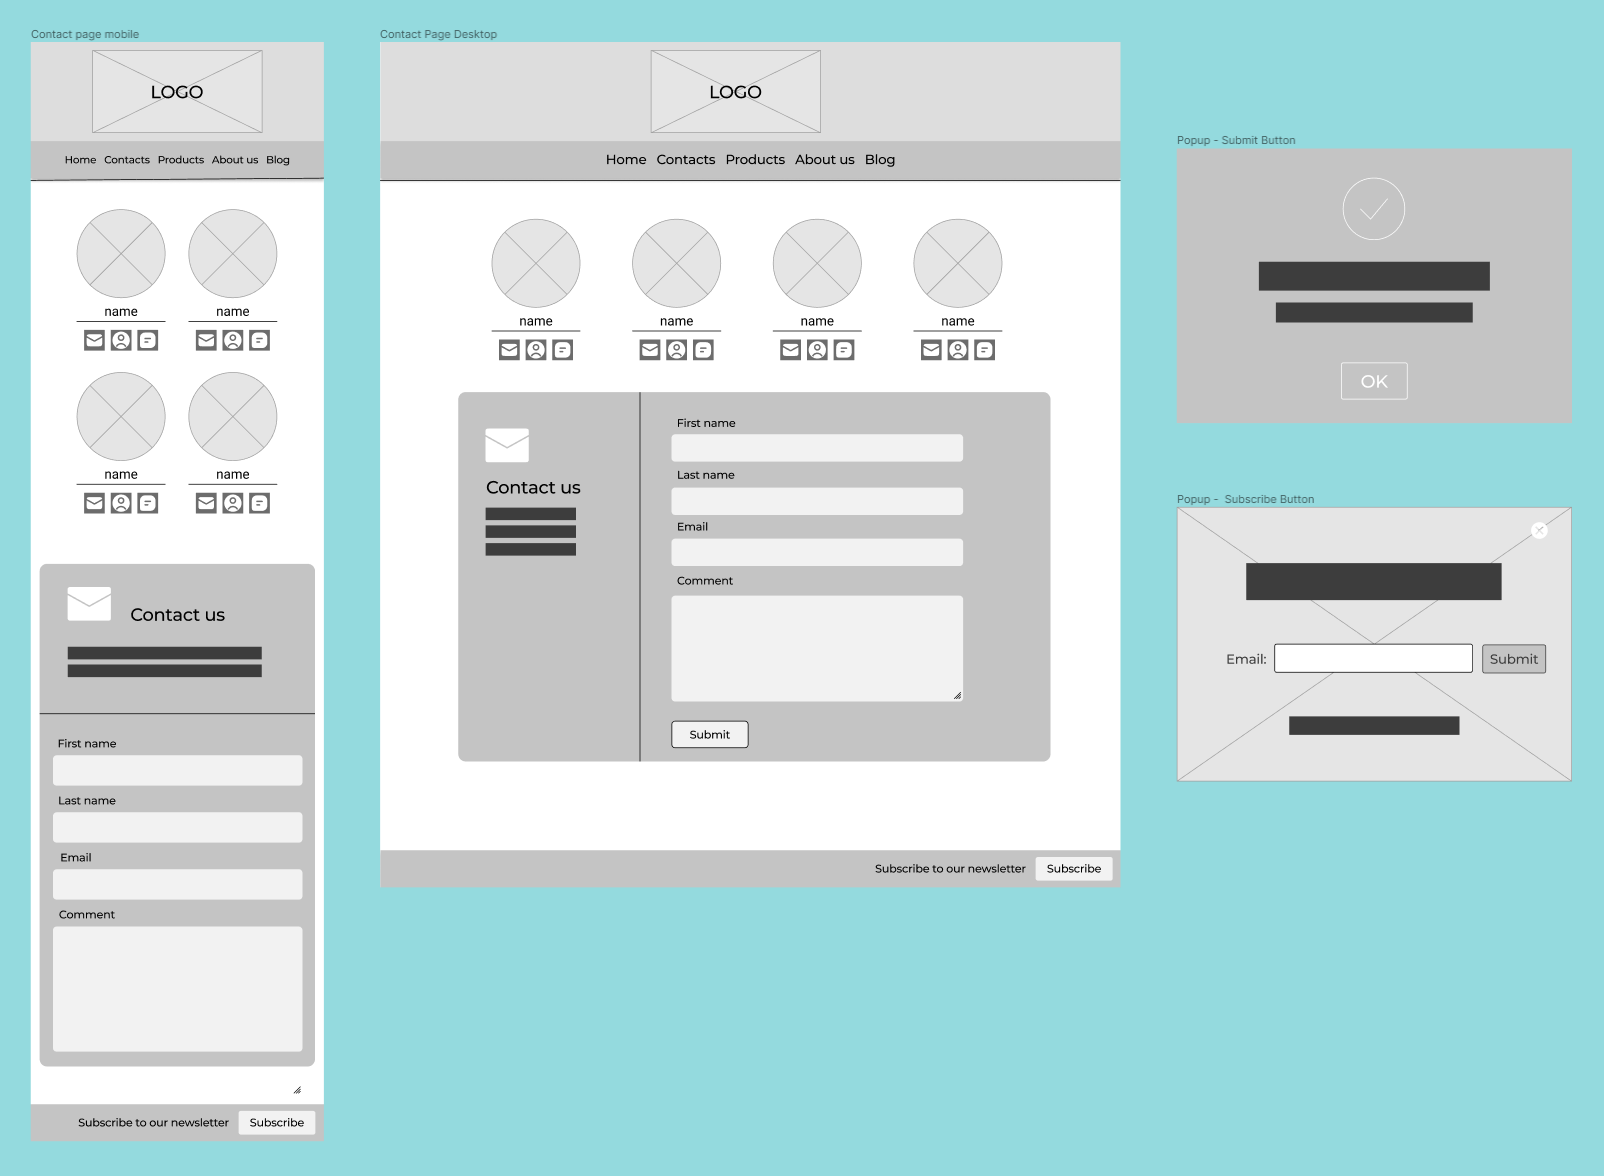 Contact page mobile
LOGO
Home Contacts Products About us Blog
name name
name name
Contact us
First name
Last name
Email
Comment
Subscribe to our newsletter Subscribe
Contact Page Desktop
LOGO
Home Contacts Products About us Blog
name name name name
Contact us
First name
Last name
Email
Comment
Submit
Subscribe to our newsletter Subscribe
Popup - Submit Button
OK
Popup - Subscribe Button
Email: Submit